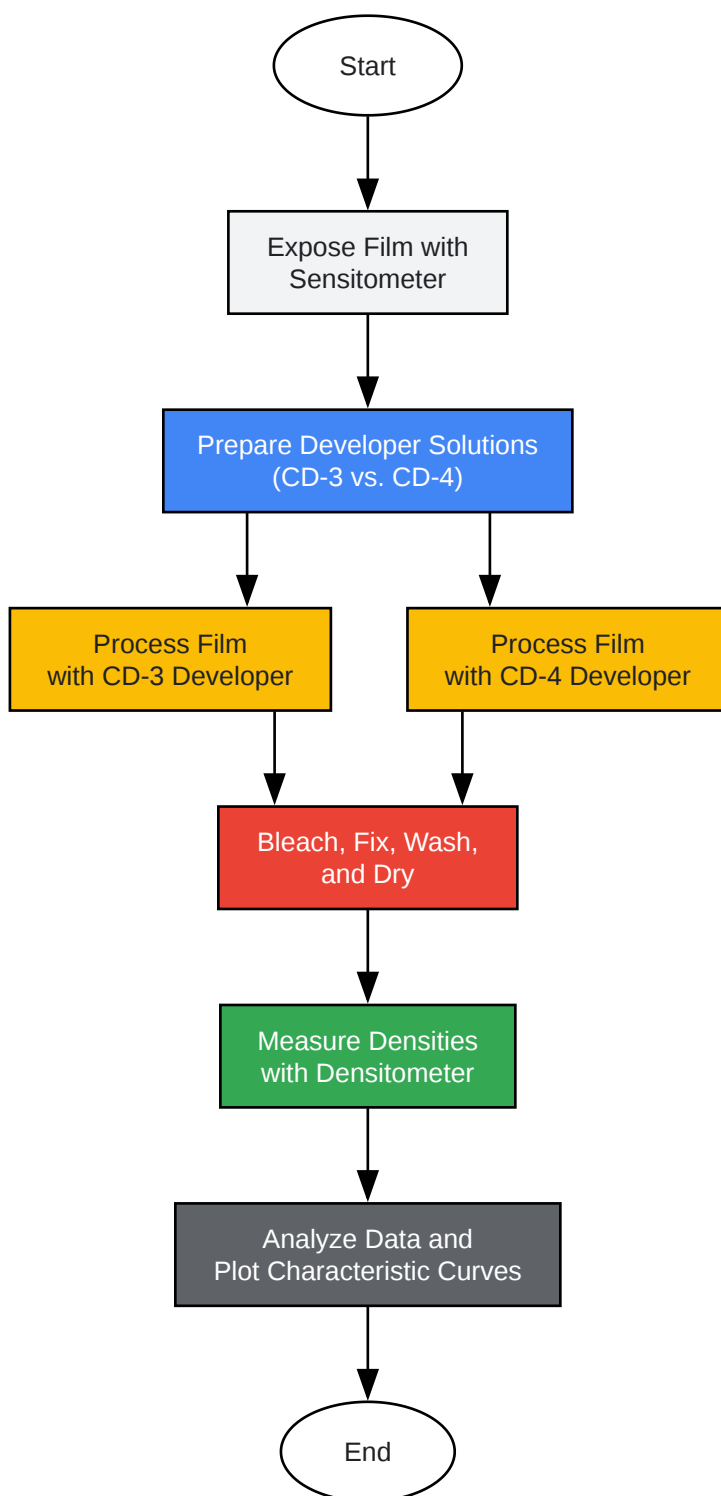 Start
Expose Film with
Sensitometer
Prepare Developer Solutions
(CD-3 vs. CD-4)
Process Film
with CD-3 Developer
Process Film
with CD-4 Developer
Bleach, Fix, Wash,
and Dry
Measure Densities
with Densitometer
Analyze Data and
Plot Characteristic Curves
End